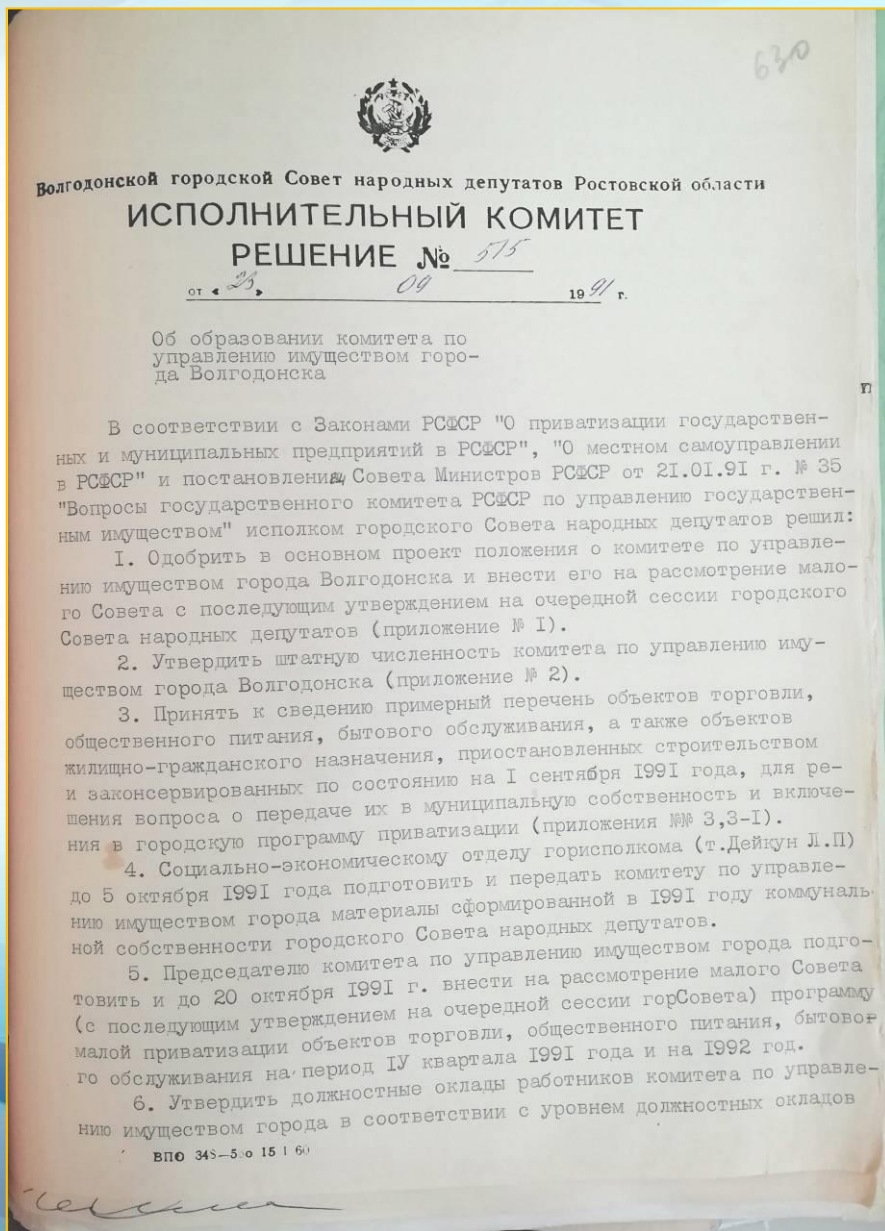 630
Волгодонской городской Совет народных депутатов Ростовской области
ИСПОЛНИТЕЛЬНЫЙ КОМИТЕТ
РЕШЕНИЕ № 515
от « 23 » 09 1991 г.
Об образовании комитета по
управлению имуществом горо-
да Волгодонска
В соответствии с Законами РСФСР "О приватизации государствен-
ных и муниципальных предприятий в РСФСР", "О местном самоуправлении
в РСФСР" и постановлением Совета Министров РСФСР от 21.01.91 г. № 35
"Вопросы государственного комитета РСФСР по управлению государствен-
ным имуществом" исполком городского Совета народных депутатов решил:
I. Одобрить в основном проект положения о комитете по управле-
нию имуществом города Волгодонска и внести его на рассмотрение мало-
го Совета с последующим утверждением на очередной сессии городского
Совета народных депутатов (приложение № I).
2. Утвердить штатную численность комитета по управлению иму-
ществом города Волгодонска (приложение № 2).
3. Принять к сведению примерный перечень объектов торговли,
общественного питания, бытового обслуживания, а также объектов
жилищно-гражданского назначения, приостановленных строительством
и законсервированных по состоянию на I сентября 1991 года, для ре-
шения вопроса о передаче их в муниципальную собственность и включе-
ния в городскую программу приватизации (приложения №№ 3,3-I).
4. Социально-экономическому отделу горисполкома (т.Дейкун Л.П)
до 5 октября 1991 года подготовить и передать комитету по управле-
нию имуществом города материалы сформированной в 1991 году коммуналь-
ной собственности городского Совета народных депутатов.
5. Председателю комитета по управлению имуществом города подго-
товить и до 20 октября 1991 г. внести на рассмотрение малого Совета
(с последующим утверждением на очередной сессии горСовета) программу
малой приватизации объектов торговли, общественного питания, бытово-
го обслуживания на период IУ квартала 1991 года и на 1992 год.
6. Утвердить должностные оклады работников комитета по управле-
нию имуществом города в соответствии с уровнем должностных окладов
ВПО 15 1 60